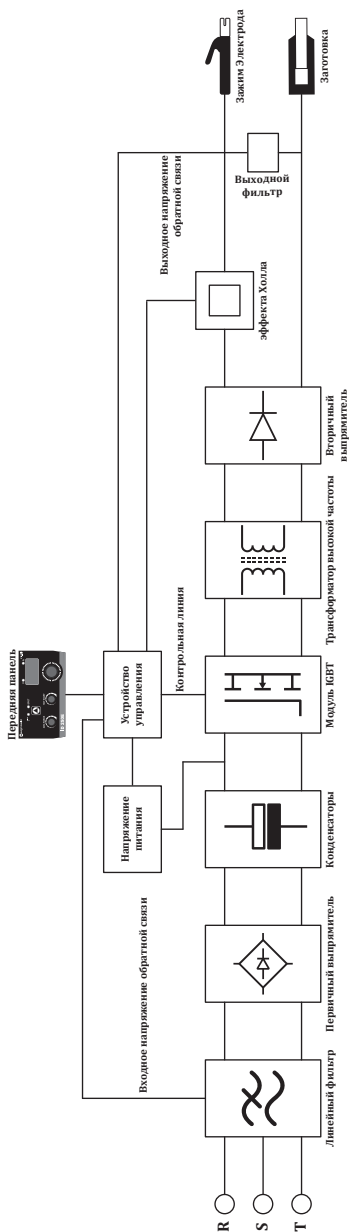 R
S
T
Линейный фильтр
Входное напряжение обратной связи
Первичный выпрямитель
Конденсаторы
Напряжение
питания
Передняя панель
Устройство
управления
Контрольная линия
Модуль IGBT
Трансформатор высокой частоты
Вторичный
выпрямитель
эффекта Холла
Выходное напряжение
обратной связи
Выходной
фильтр
Зажим Электрода
Заготовка